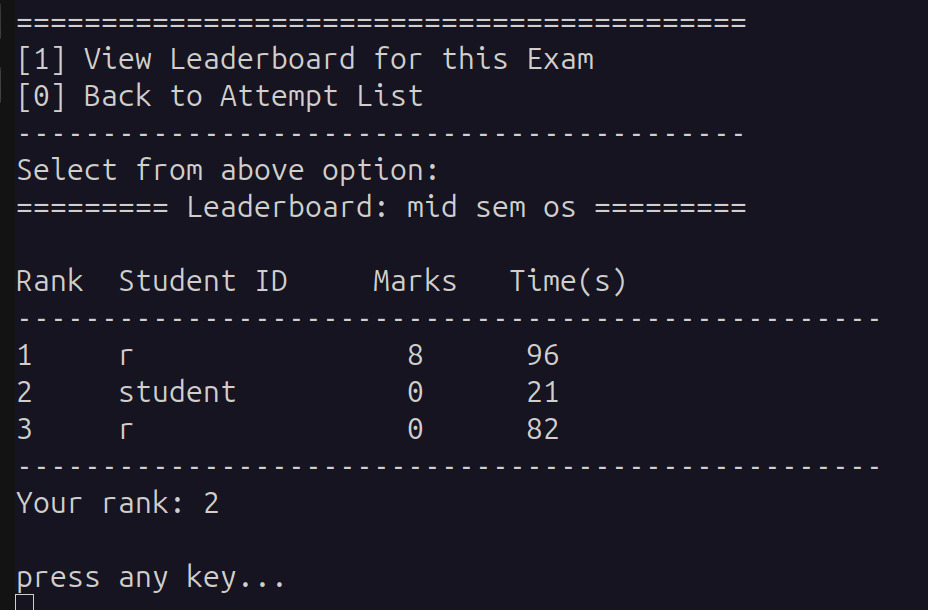 ===========================================
[1] View Leaderboard for this Exam
[0] Back to Attempt List
-------------------------------------------
Select from above option:
========= Leaderboard: mid sem os =========
Rank  Student ID     Marks   Time(s)
---------------------------------------------------
1     r                8      96
2     student          0      21
3     r                0      82
---------------------------------------------------
Your rank: 2
press any key...